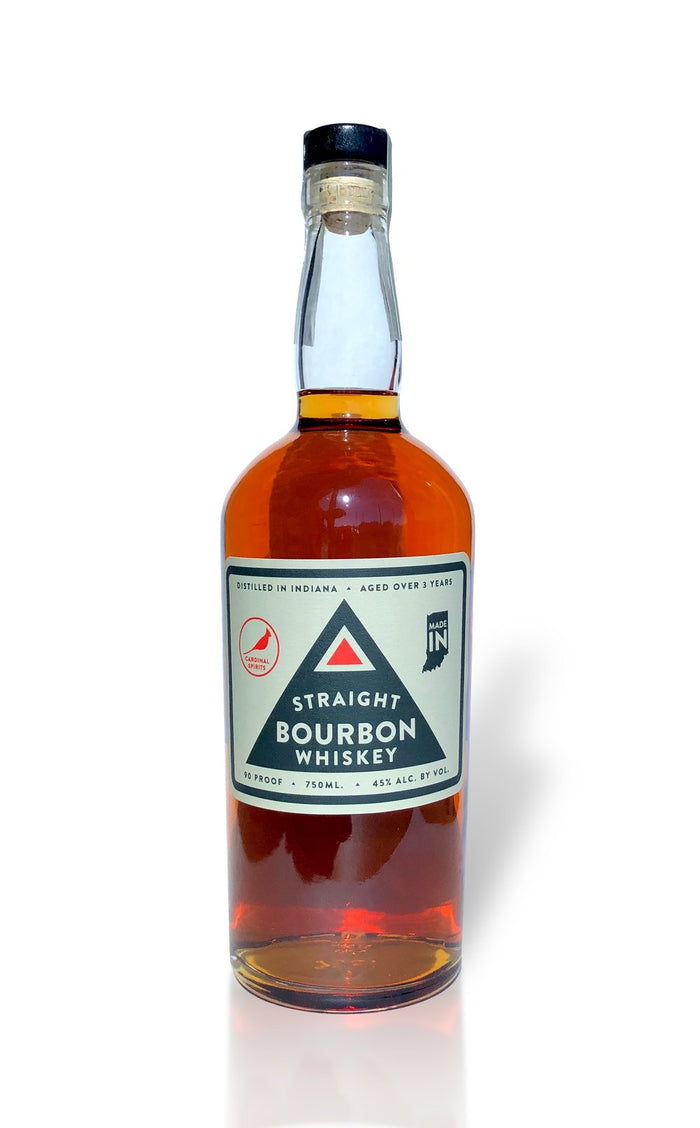 DISTILLED IN INDIANA ▲ AGED OVER 3 YEARS
CARDINAL
SPIRITS
MADE
IN
STRAIGHT
BOURBON
WHISKEY
90 PROOF ▲ 750ML. ▲ 45% ALC. BY VOL.